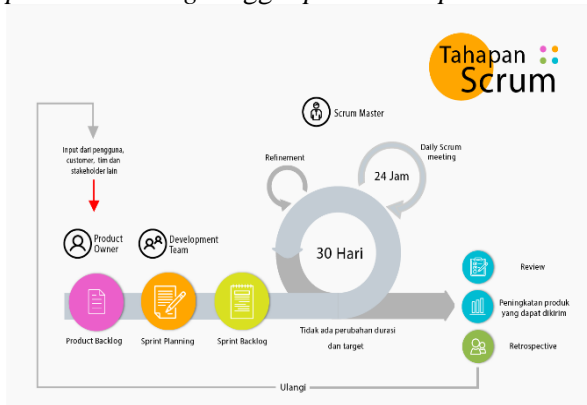 Tahapan
Scrum
Scrum Master
Input dari pengguna,
customer, tim dan
stakeholder lain
Refinement
Daily Scrum
meeting
24 Jam
Product
Owner
Development
Team
30 Hari
Review
Peningkatan produk
yang dapat dikirim
Retrospective
Product Backlog
Sprint Planning
Sprint Backlog
Tidak ada perubahan durasi
dan target
Ulangi